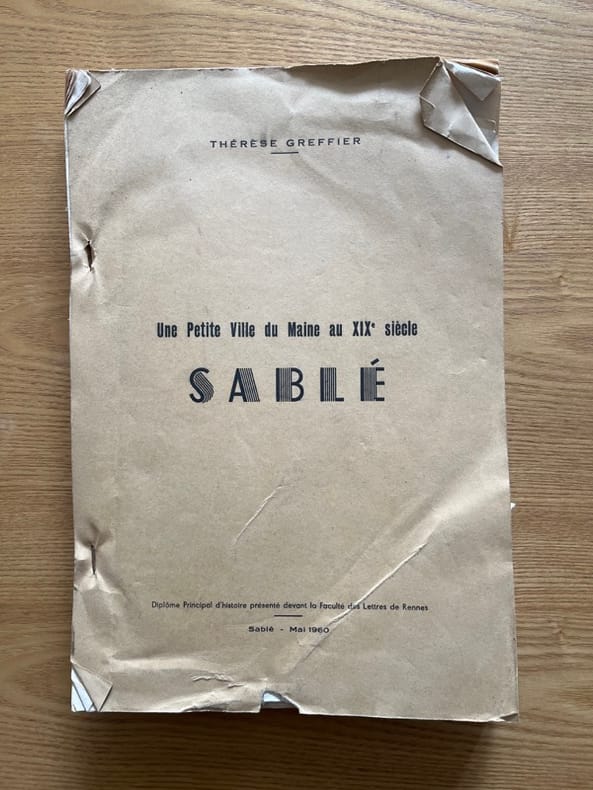 THÉRÈSE GREFFIER
Une Petite Ville du Maine au XIXe siècle
SABLÉ
Diplôme Principal d'histoire présenté devant la Faculté des Lettres de Rennes
Sablé - Mai 1960